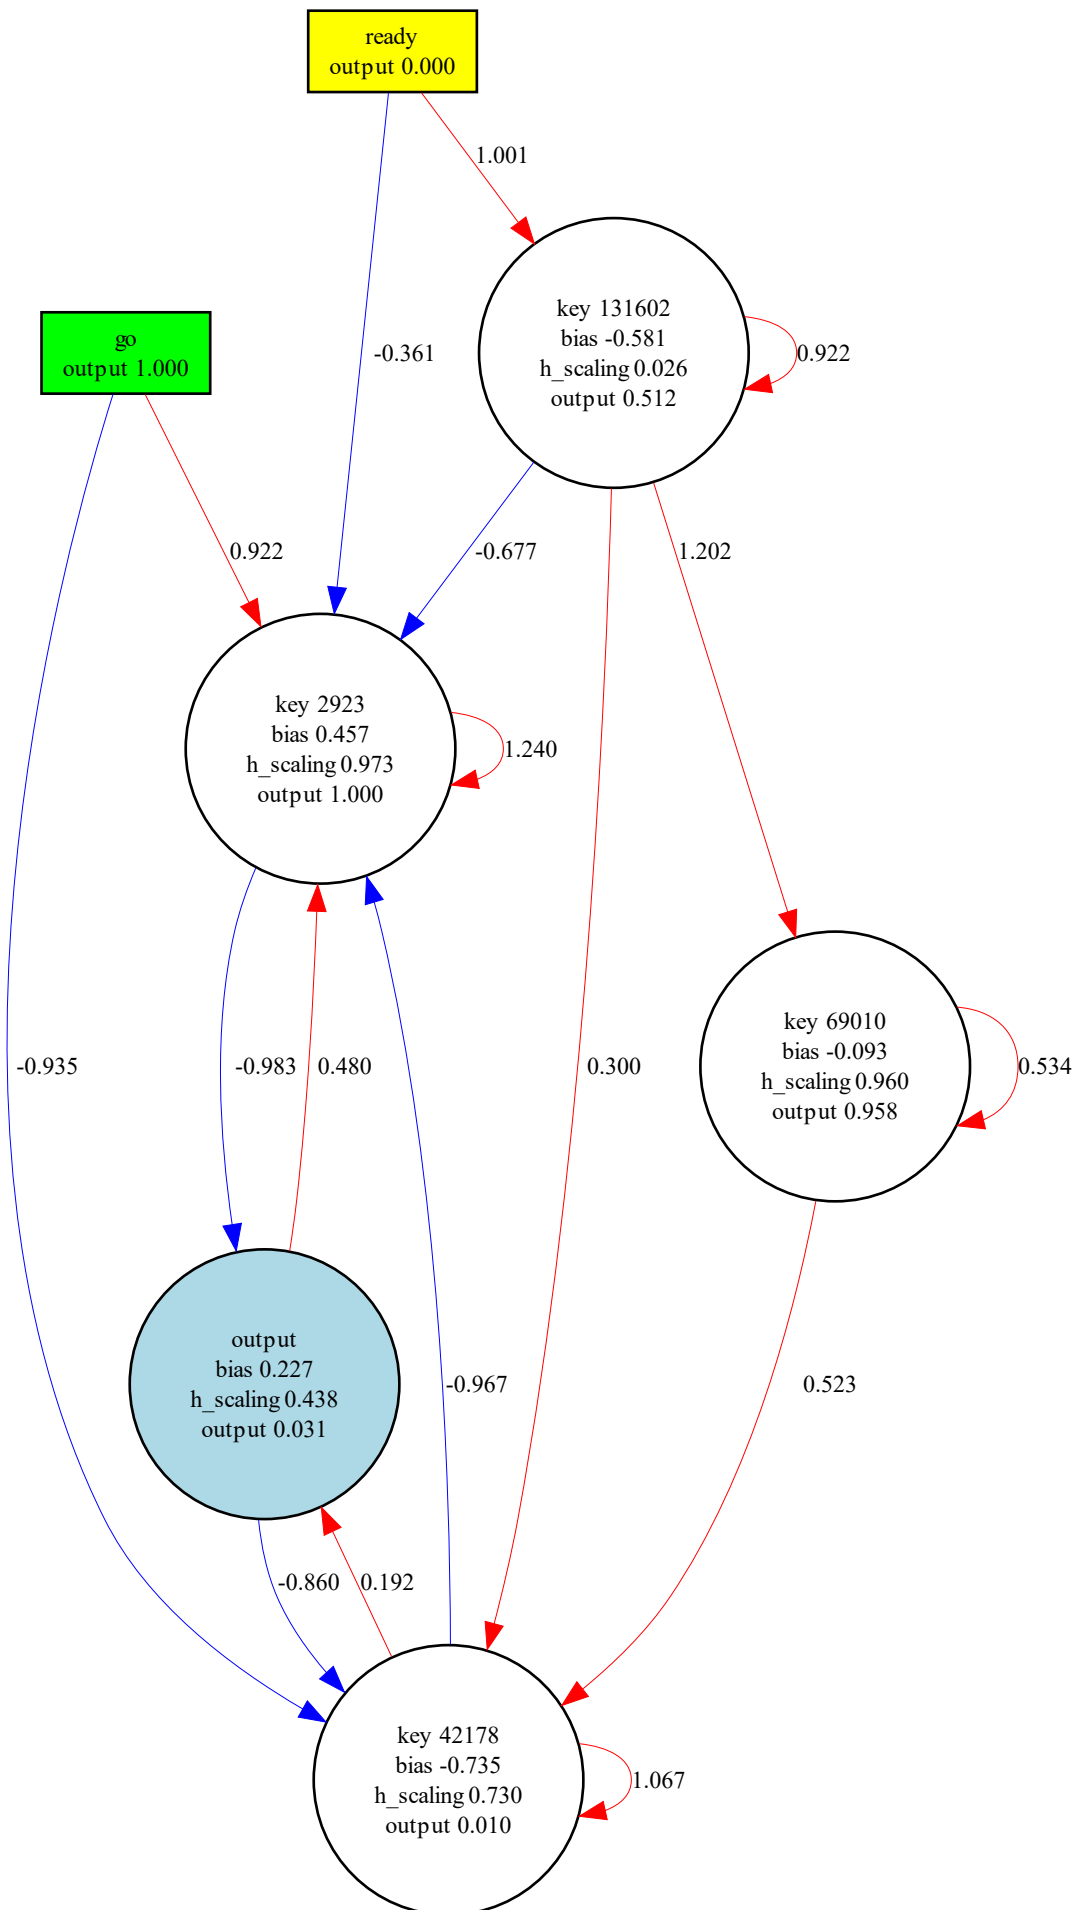 ready
output 0.000
1.001
go
output 1.000
-0.361
key 131602
bias -0.581
h_scaling 0.026
output 0.512
0.922
0.922
-0.677
1.202
key 2923
bias 0.457
h_scaling 0.973
output 1.000
1.240
-0.935
-0.983
0.480
0.300
key 69010
bias -0.093
h_scaling 0.960
output 0.958
0.534
output
bias 0.227
h_scaling 0.438
output 0.031
-0.967
0.523
-0.860
0.192
key 42178
bias -0.735
h_scaling 0.730
output 0.010
1.067